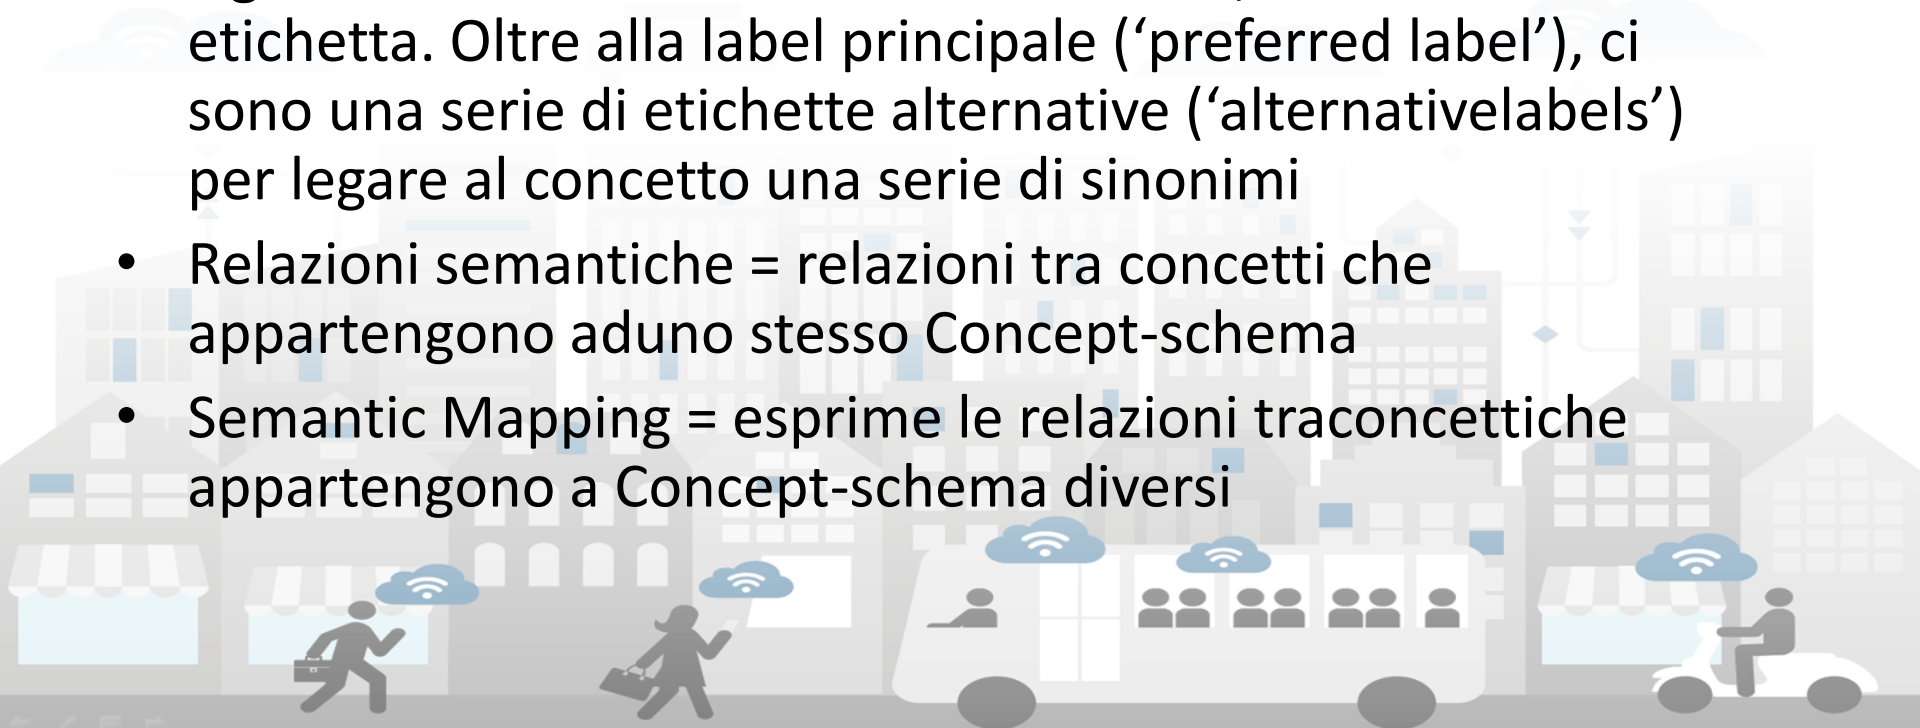 etichetta. Oltre alla label principale (‘preferred label’), ci
sono una serie di etichette alternative (‘alternativelabels’)
per legare al concetto una serie di sinonimi
• Relazioni semantiche = relazioni tra concetti che
appartengono aduno stesso Concept-schema
• Semantic Mapping = esprime le relazioni traconcettiche
appartengono a Concept-schema diversi